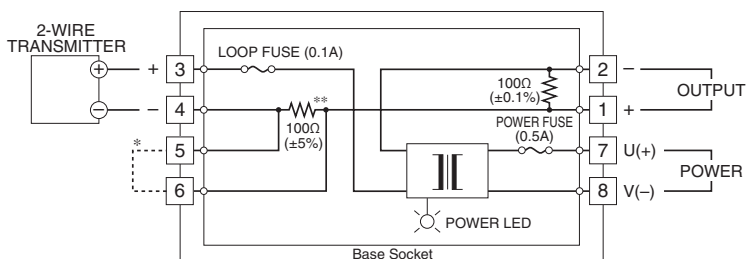 2-WIRE
TRANSMITTER
LOOP FUSE (0.1A)
+ + 3
2 −
100Ω
(±0.1%)
OUTPUT
− − 4
**
100Ω
(±5%)
1 +
POWER FUSE
(0.5A)
*
5
7 U(+)
POWER
6
8 V(−)
POWER LED
Base Socket